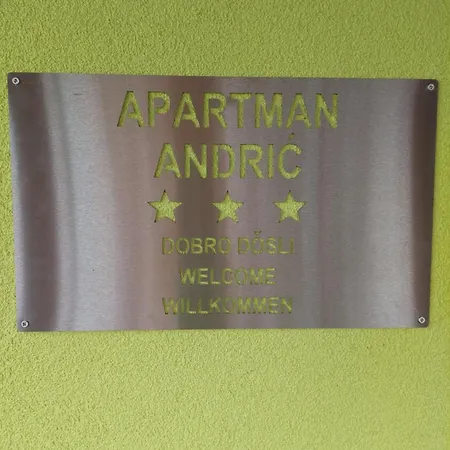 APARTMAN
ANDRIĆ
★ ★ ★
DOBRO DOŠLI
WELCOME
WILLKOMMEN